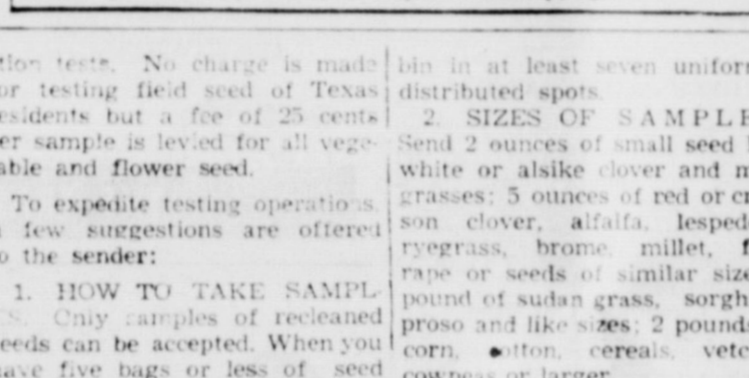 tion tests. No charge is made
or testing field seed of Texas
esidents but a fee of 25 cents
er sample is levied for all vege-
able and flower seed.
To expedite testing operations,
few suggestions are offered
o the sender:
1. HOW TO TAKE SAMPL-
ES. Only samples of recleaned
eeds can be accepted. When you
have five bags or less of seed
bin in at least seven uniform
distributed spots.
2. SIZES OF SAMPLE
Send 2 ounces of small seed
white or alsike clover and m
grasses; 5 ounces of red or cr
son clover, alfalfa, lesped
ryegrass, brome, millet, f
rape or seeds of similar size
pound of sudan grass, sorgh
proso and like sizes; 2 pounds
corn, cotton, cereals, vetc
cowpeas or larger